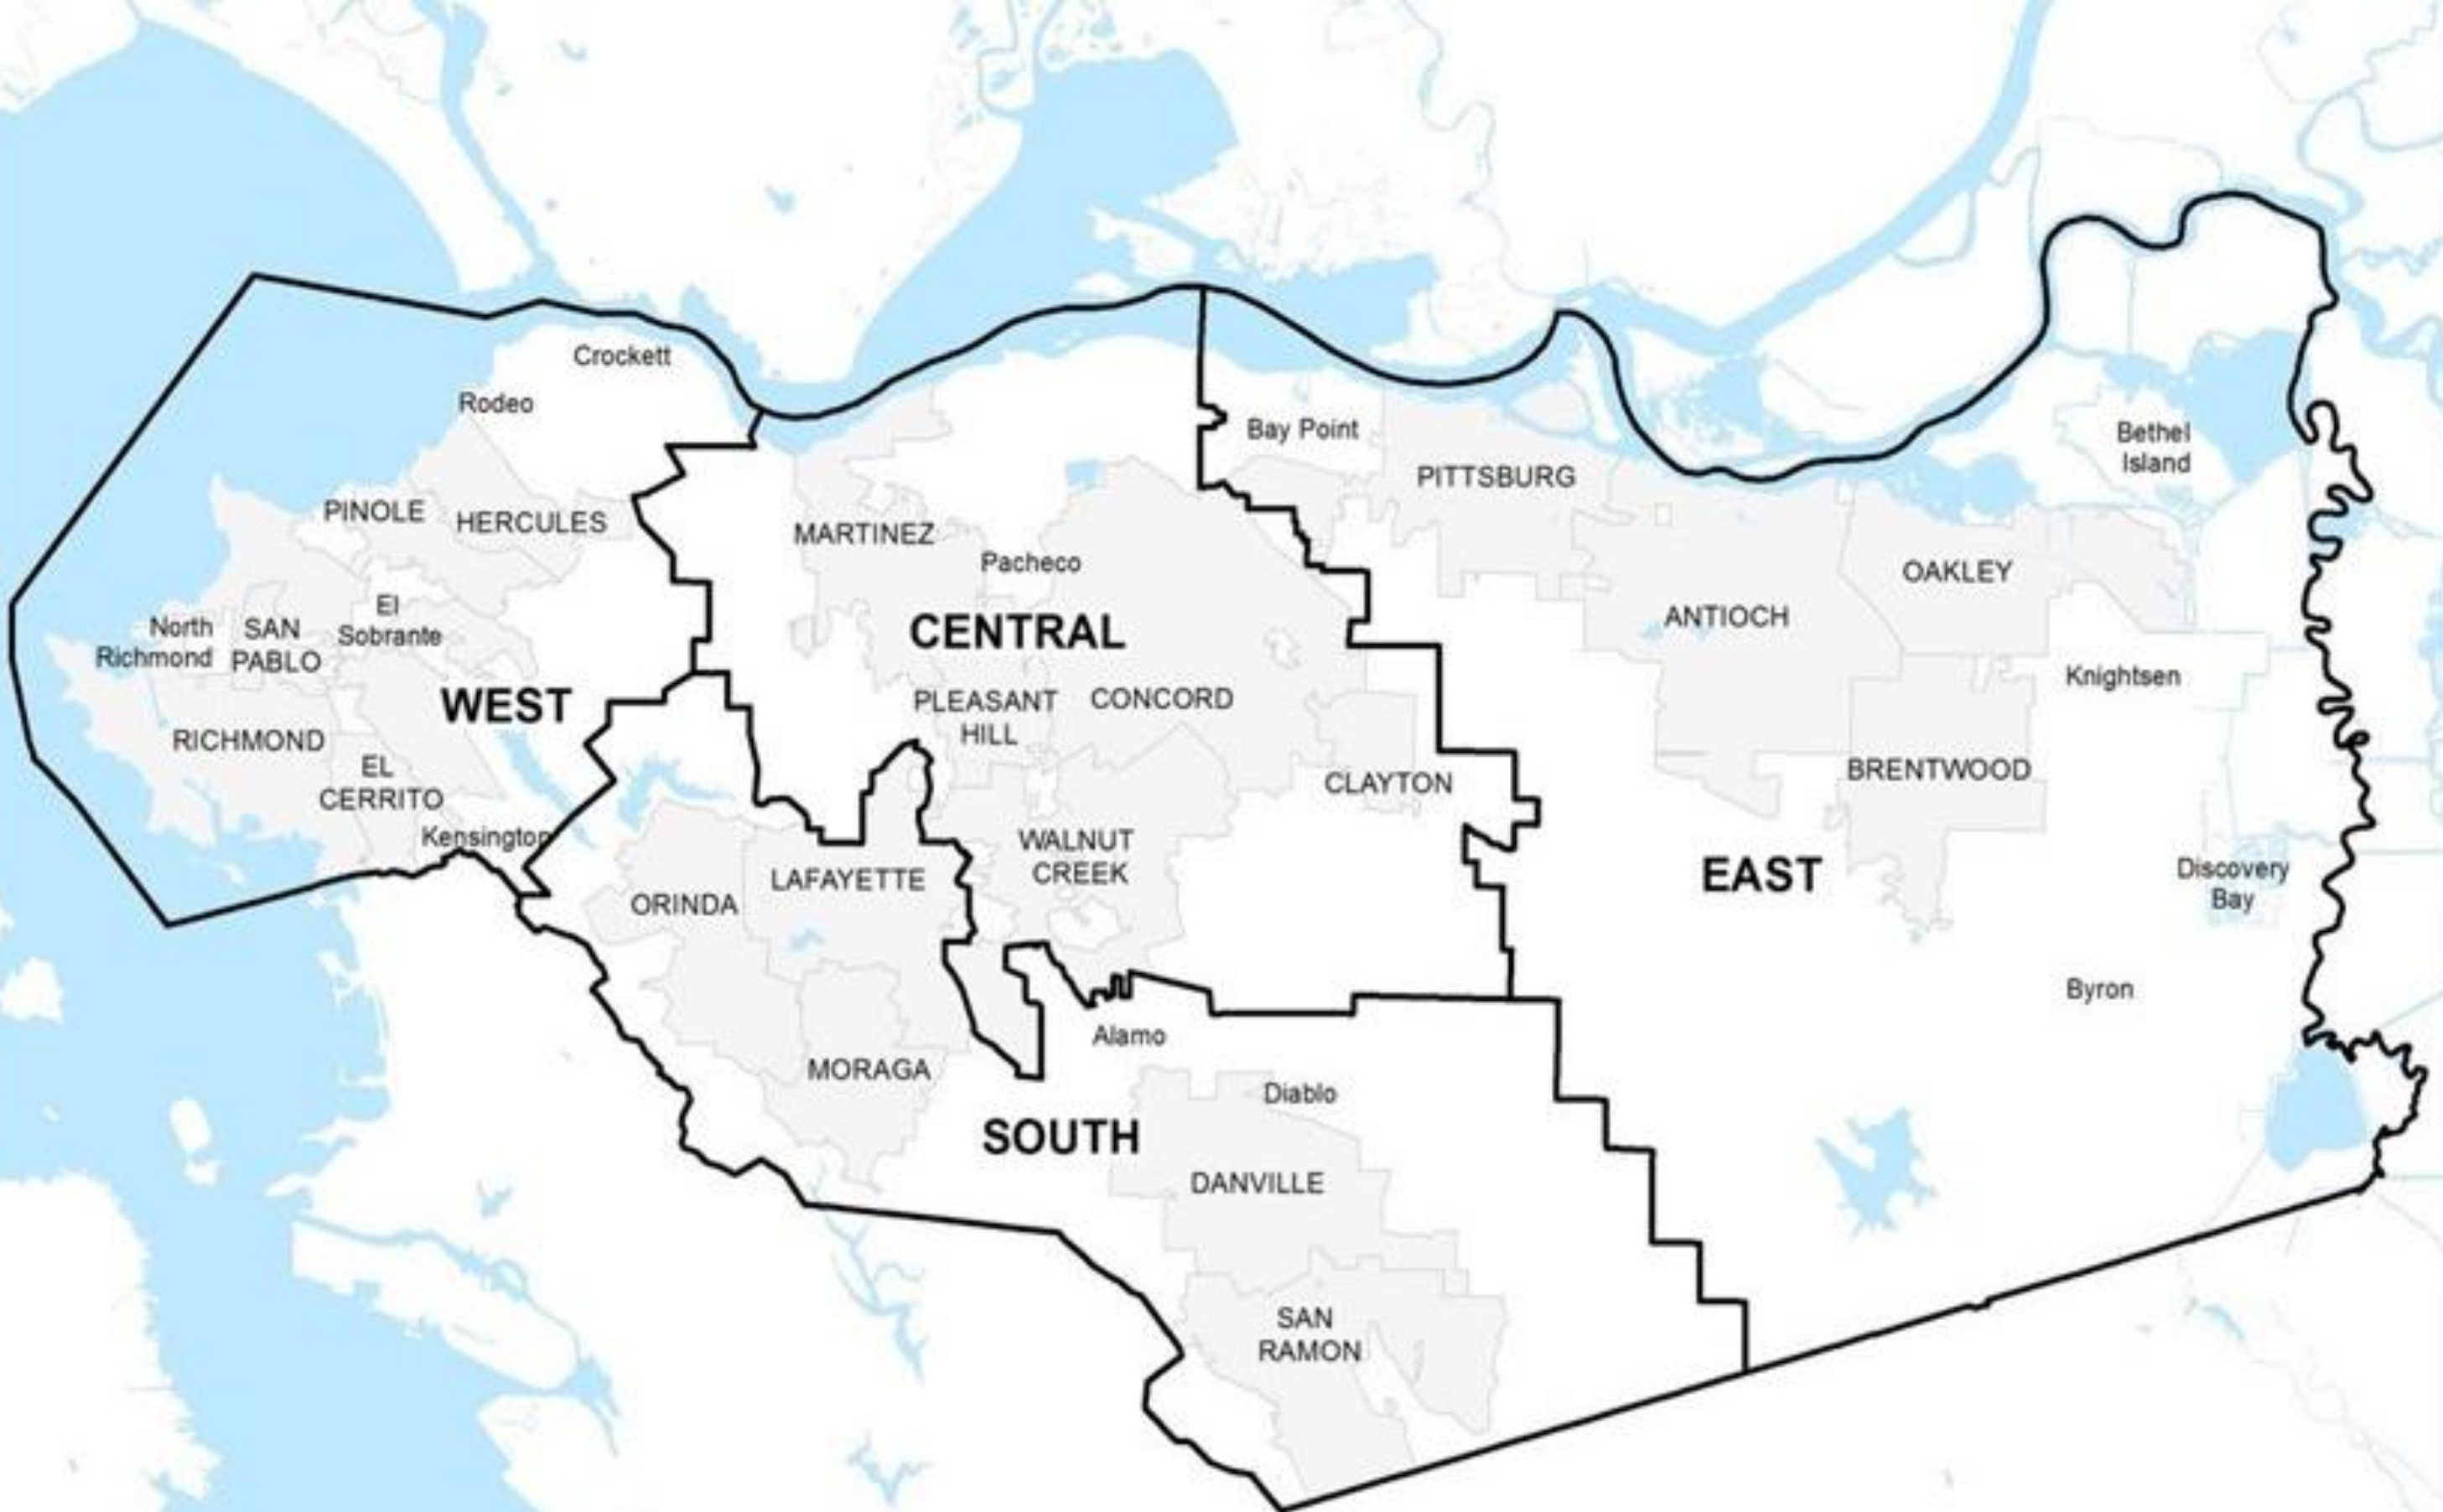 Crockett
Rodeo
PINOLE
HERCULES
El
Sobrante
North
Richmond
SAN
PABLO
WEST
RICHMOND
EL
CERRITO
Kensington
MARTINEZ
Pacheco
CENTRAL
PLEASANT
HILL
CONCORD
CLAYTON
WALNUT
CREEK
LAFAYETTE
ORINDA
MORAGA
Alamo
SOUTH
Diablo
DANVILLE
SAN
RAMON
Bay Point
PITTSBURG
Bethel
Island
ANTIOCH
OAKLEY
Knightsen
BRENTWOOD
EAST
Discovery
Bay
Byron